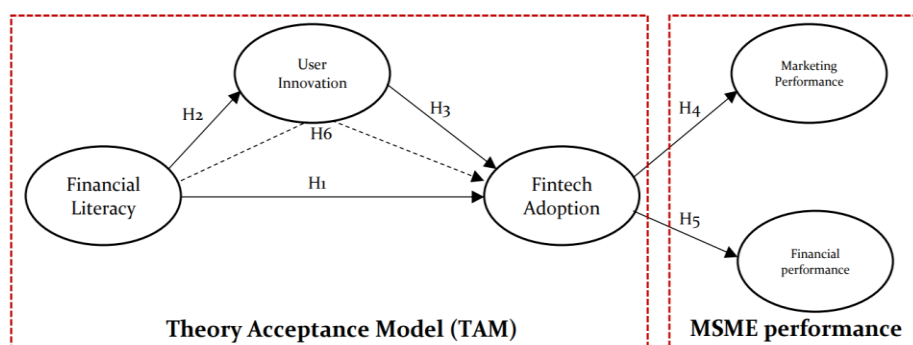 User
Innovation
Marketing
Performance
H2
H3
H4
H6
Financial
Literacy
H1
Fintech
Adoption
H5
Financial
performance
Theory Acceptance Model (TAM)
MSME performance